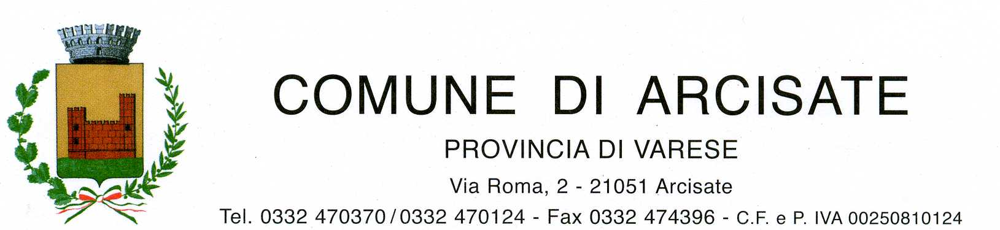 COMUNE DI ARCISATE
PROVINCIA DI VARESE
Via Roma, 2 - 21051 Arcisate
Tel. 0332 470370 / 0332 470124 - Fax 0332 474396 - C.F. e P. IVA 00250810124